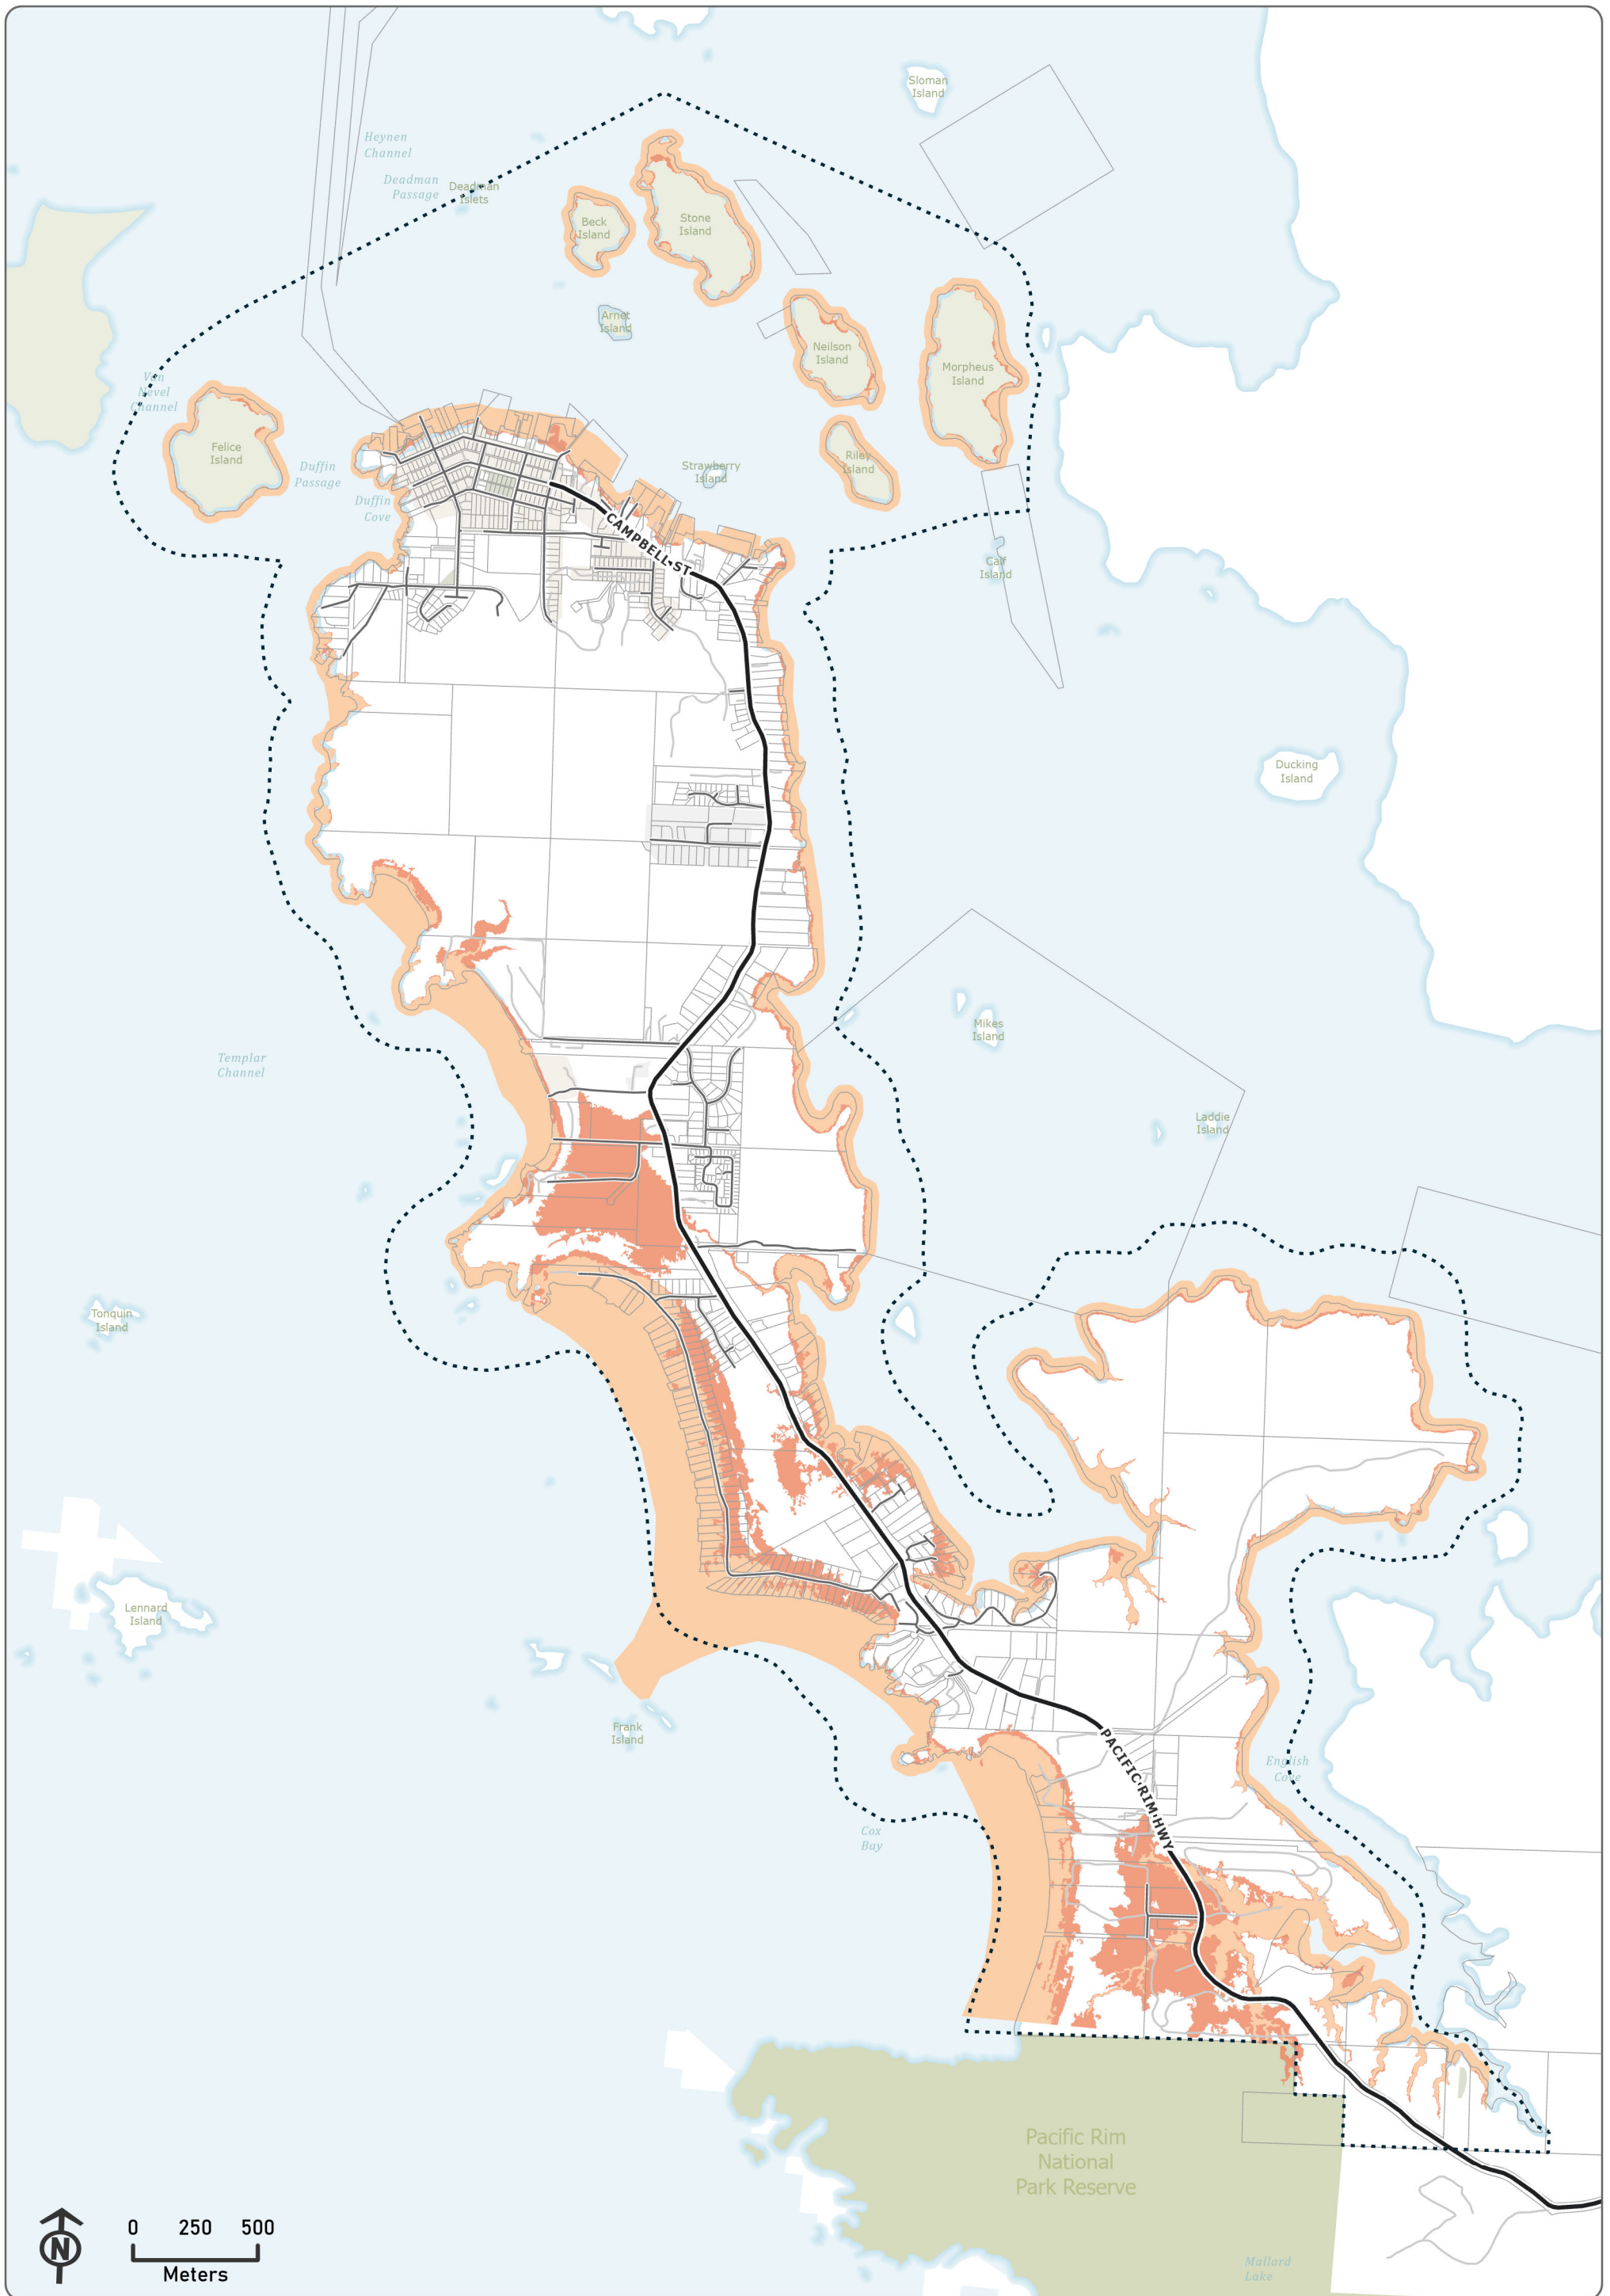 Sloman
Island
Heynen
Channel
Deadman
Passage
Deadman
Islets
Beck
Island
Stone
Island
Arnet
Island
Neilson
Island
Morpheus
Island
Van
Nevel
Channel
Felice
Island
Duffin
Passage
Duffin
Cove
Strawberry
Island
Riley
Island
CAMPBELL ST
Calf
Island
Ducking
Island
Mikes
Island
Templar
Channel
Laddie
Island
Tonquin
Island
Lennard
Island
Frank
Island
PACIFIC RIM HWY
English
Cove
Cox
Bay
Pacific Rim
National
Park Reserve
Mallard
Lake
N
0 250 500
Meters